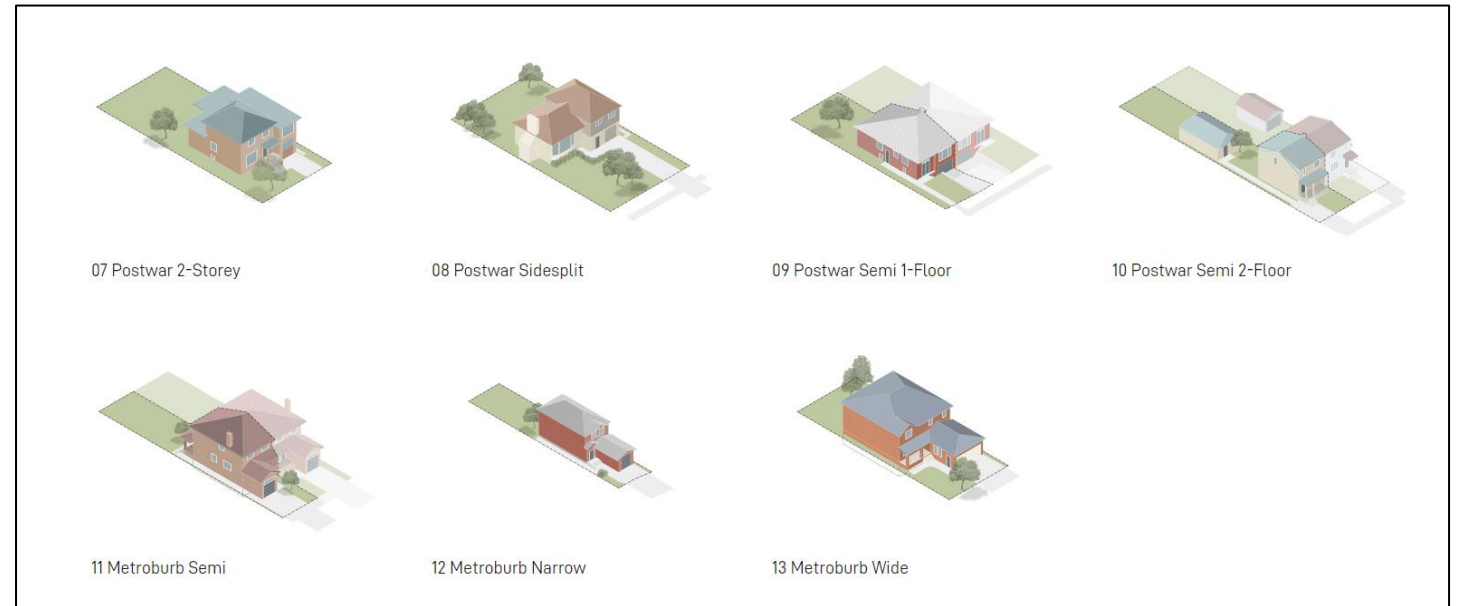 07 Postwar 2-Storey
08 Postwar Sidesplit
09 Postwar Semi 1-Floor
10 Postwar Semi 2-Floor
11 Metroburb Semi
12 Metroburb Narrow
13 Metroburb Wide